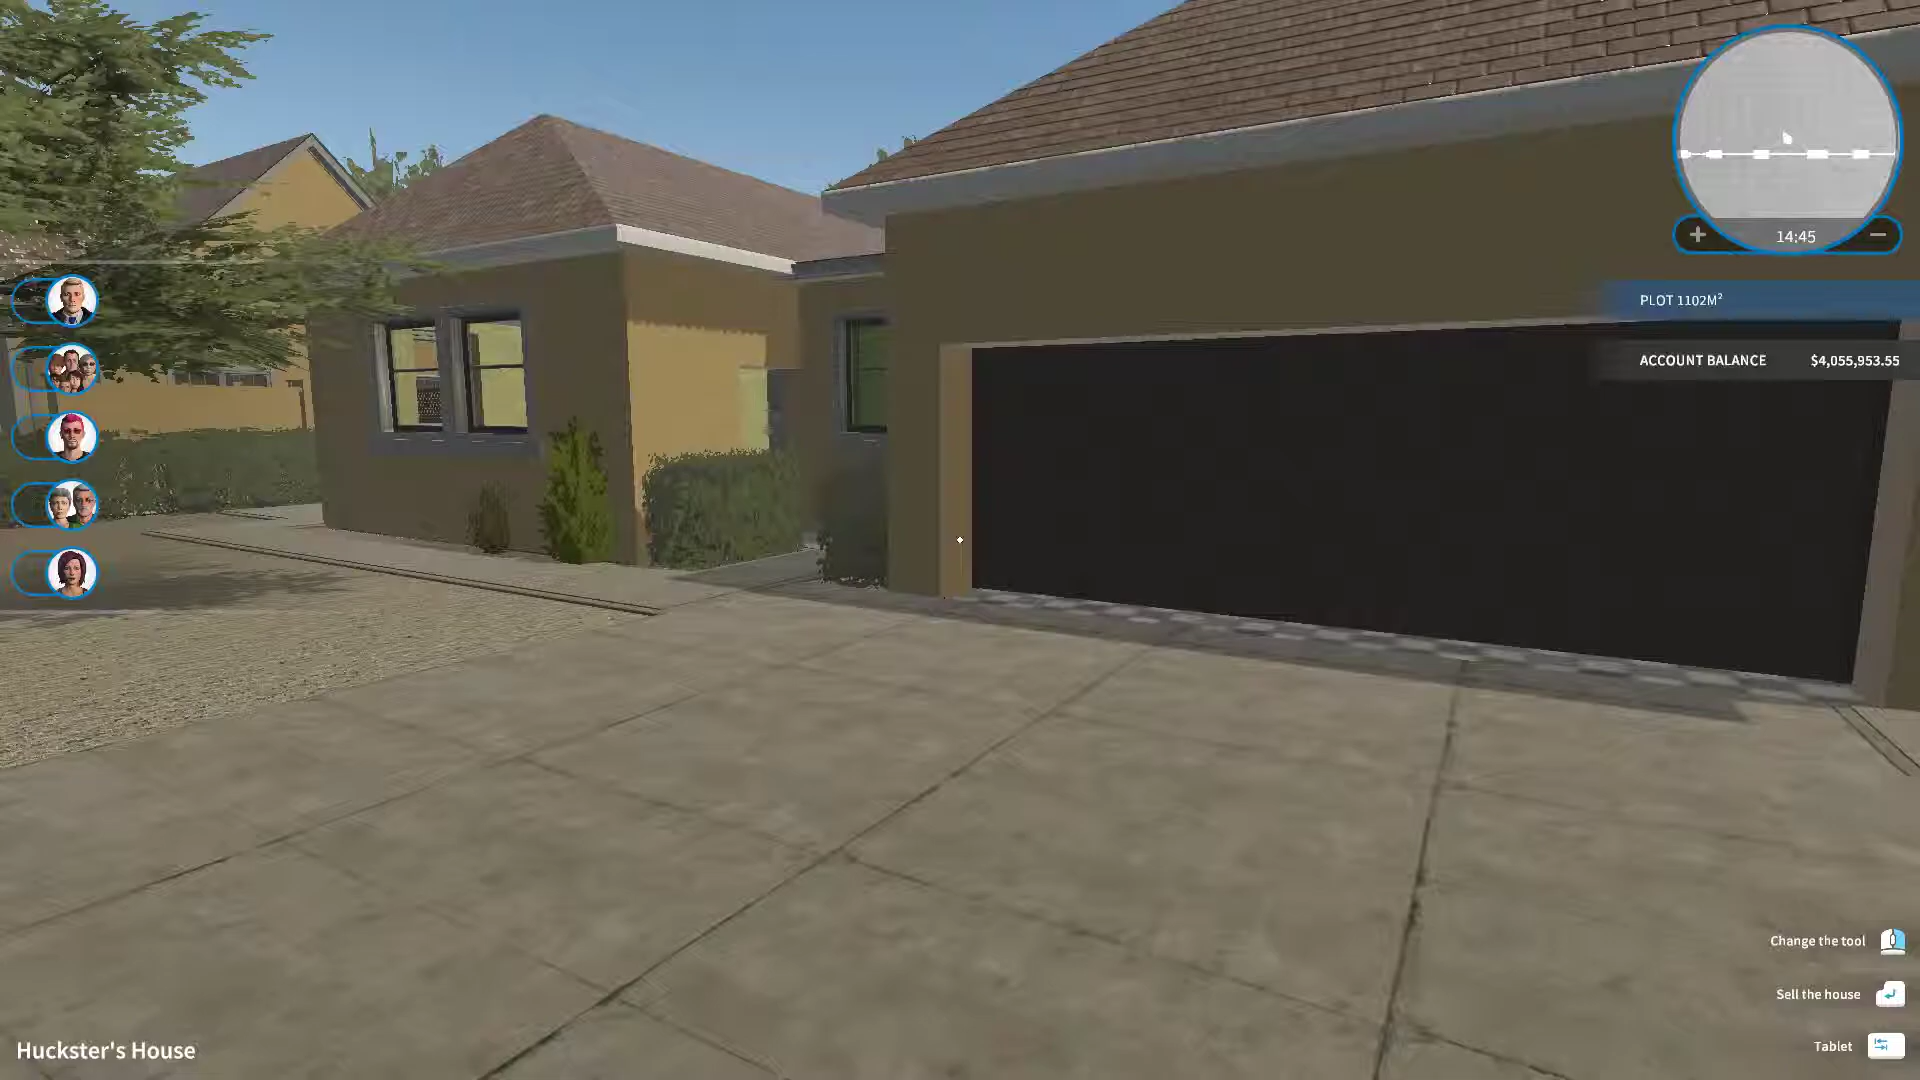 14:45
PLOT 1102M²
ACCOUNT BALANCE $4,055,953.55
Change the tool
Sell the house
Tablet
Huckster's House